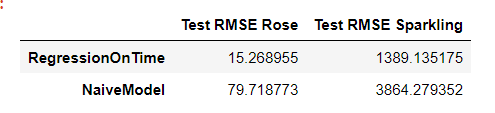 Test RMSE Rose Test RMSE Sparkling
RegressionOnTime 15.268955 1389.135175
NaiveModel 79.718773 3864.279352